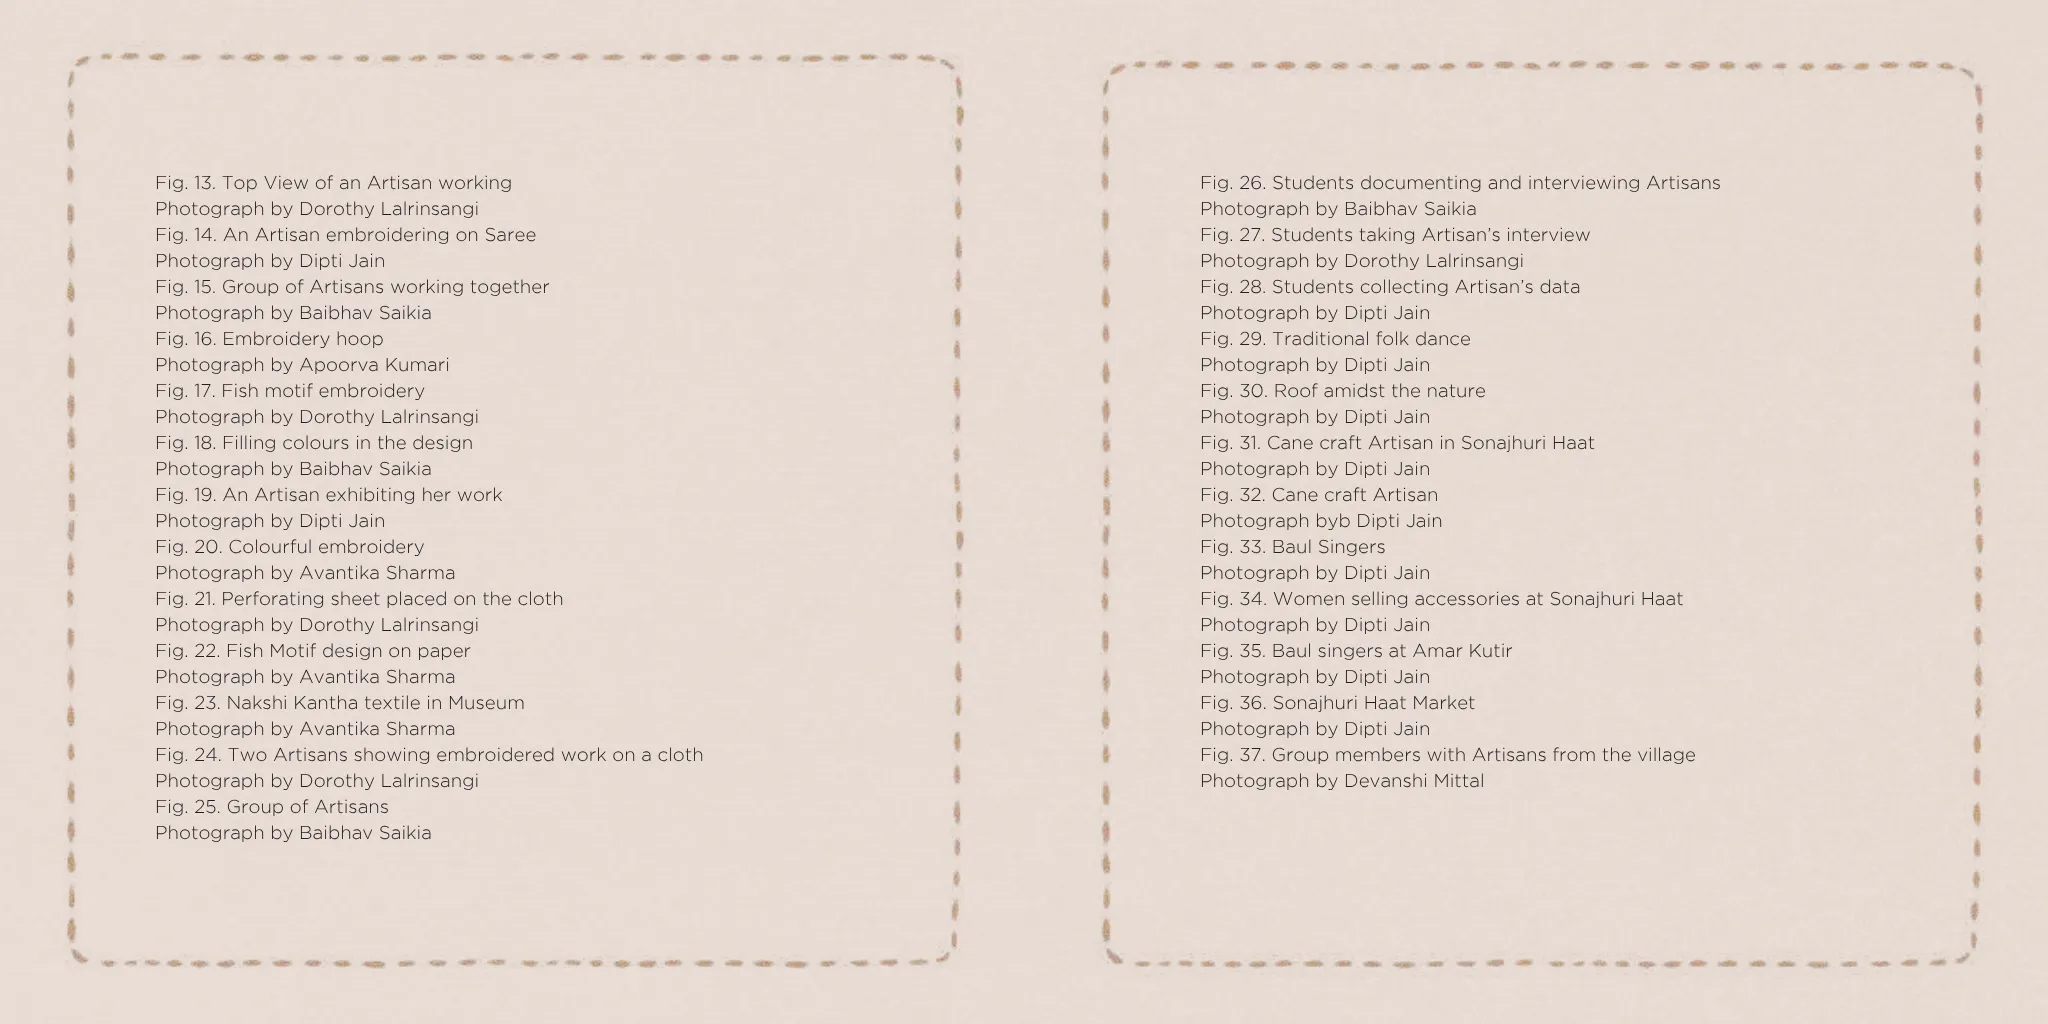 Fig. 13. Top View of an Artisan working
Photograph by Dorothy Lalrinsangi
Fig. 14. An Artisan embroidering on Saree
Photograph by Dipti Jain
Fig. 15. Group of Artisans working together
Photograph by Baibhav Saikia
Fig. 16. Embroidery hoop
Photograph by Apoorva Kumari
Fig. 17. Fish motif embroidery
Photograph by Dorothy Lalrinsangi
Fig. 18. Filling colours in the design
Photograph by Baibhav Saikia
Fig. 19. An Artisan exhibiting her work
Photograph by Dipti Jain
Fig. 20. Colourful embroidery
Photograph by Avantika Sharma
Fig. 21. Perforating sheet placed on the cloth
Photograph by Dorothy Lalrinsangi
Fig. 22. Fish Motif design on paper
Photograph by Avantika Sharma
Fig. 23. Nakshi Kantha textile in Museum
Photograph by Avantika Sharma
Fig. 24. Two Artisans showing embroidered work on a cloth
Photograph by Dorothy Lalrinsangi
Fig. 25. Group of Artisans
Photograph by Baibhav Saikia
Fig. 26. Students documenting and interviewing Artisans
Photograph by Baibhav Saikia
Fig. 27. Students taking Artisan's interview
Photograph by Dorothy Lalrinsangi
Fig. 28. Students collecting Artisan's data
Photograph by Dipti Jain
Fig. 29. Traditional folk dance
Photograph by Dipti Jain
Fig. 30. Roof amidst the nature
Photograph by Dipti Jain
Fig. 31. Cane craft Artisan in Sonajhuri Haat
Photograph by Dipti Jain
Fig. 32. Cane craft Artisan
Photograph byb Dipti Jain
Fig. 33. Baul Singers
Photograph by Dipti Jain
Fig. 34. Women selling accessories at Sonajhuri Haat
Photograph by Dipti Jain
Fig. 35. Baul singers at Amar Kutir
Photograph by Dipti Jain
Fig. 36. Sonajhuri Haat Market
Photograph by Dipti Jain
Fig. 37. Group members with Artisans from the village
Photograph by Devanshi Mittal